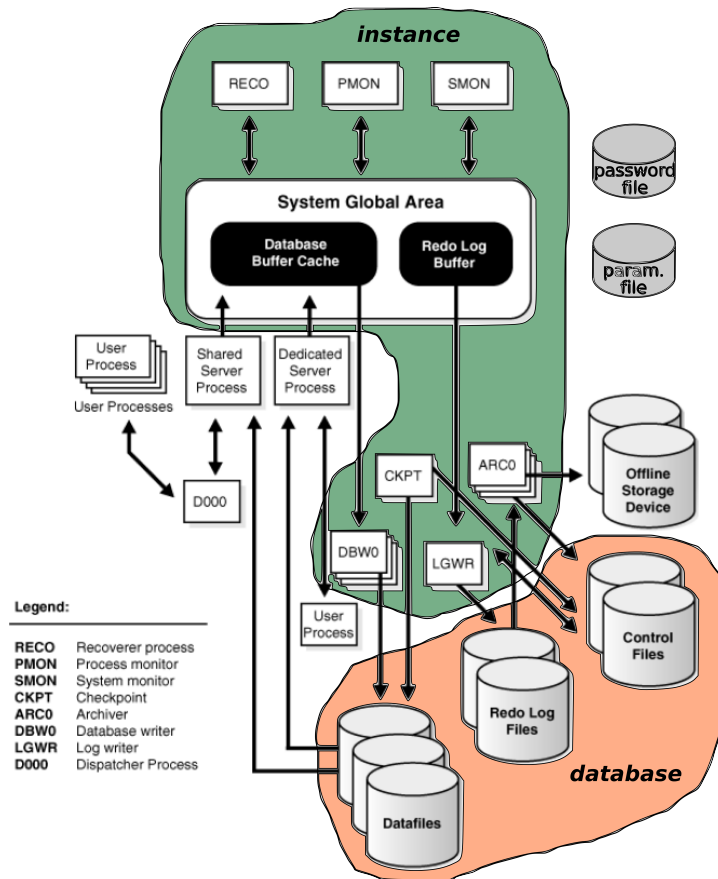 instance
RECO
PMON
SMON
System Global Area
Database
Buffer Cache
Redo Log
Buffer
password
file
param.
file
User
Process
User Processes
Shared
Server
Process
Dedicated
Server
Process
D000
CKPT
ARC0
Offline
Storage
Device
DBW0
LGWR
User
Process
Control
Files
Redo Log
Files
database
Datafiles
Legend:
RECO Recoverer process
PMON Process monitor
SMON System monitor
CKPT Checkpoint
ARC0 Archiver
DBW0 Database writer
LGWR Log writer
D000 Dispatcher Process